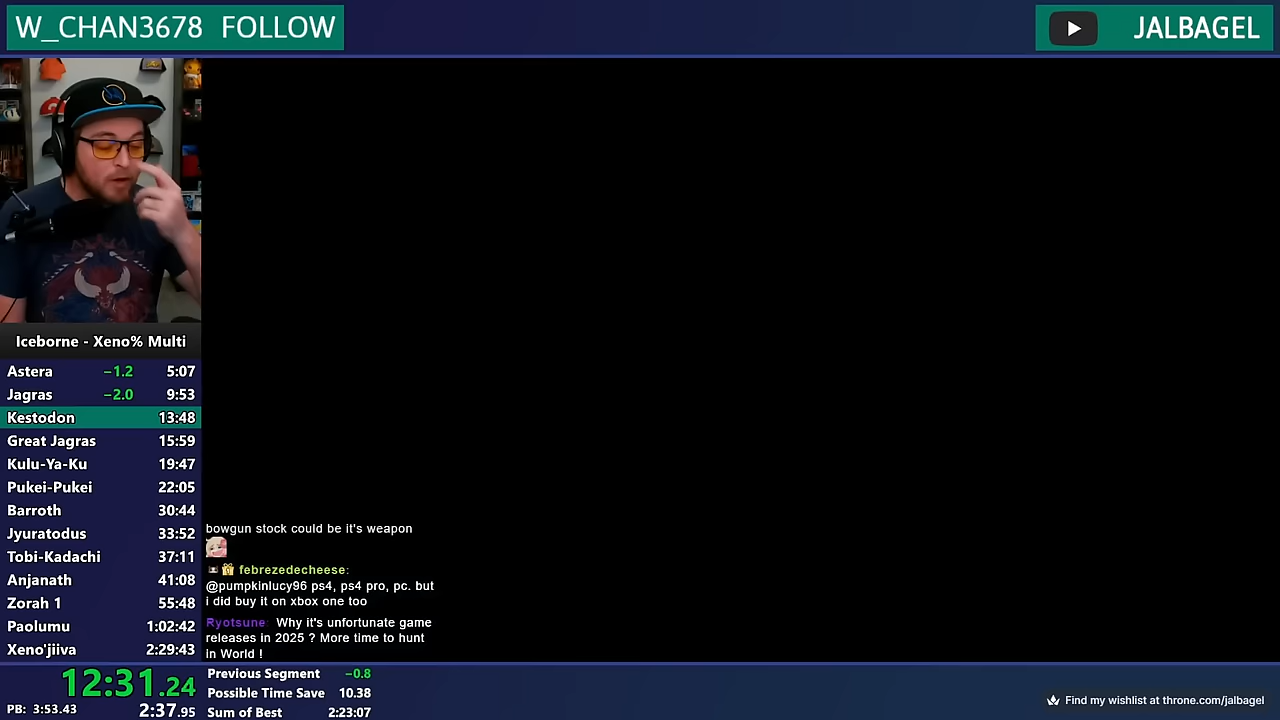 W_CHAN3678 FOLLOW
JALBAGEL
Iceborne - Xeno% Multi
Astera −1.2 5:07
Jagras −2.0 9:53
Kestodon 13:48
Great Jagras 15:59
Kulu-Ya-Ku 19:47
Pukei-Pukei 22:05
Barroth 30:44
Jyuratodus 33:52
Tobi-Kadachi 37:11
Anjanath 41:08
Zorah 1 55:48
Paolumu 1:02:42
Xeno'jiiva 2:29:43
12:31.24
PB: 3:53.43 2:37.95
bowgun stock could be it's weapon
febrezedecheese:
@pumpkinlucy96 ps4, ps4 pro, pc. but
i did buy it on xbox one too
Ryotsune: Why it's unfortunate game
releases in 2025 ? More time to hunt
in World !
Previous Segment −0.8
Possible Time Save 10.38
Sum of Best 2:23:07
Find my wishlist at throne.com/jalbagel